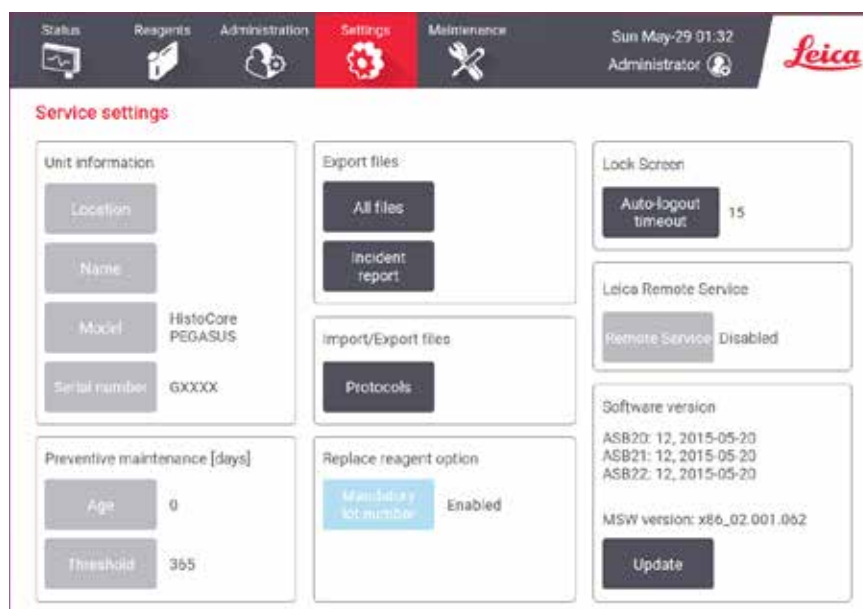 Status Reagents Administration Settings Maintenance
Sun May-29 01:32
Administrator
Leica
Service settings
Unit information
Location
Name
Model HistoCore
PEGASUS
Serial number GXXXX
Preventive maintenance [days]
Age 0
Threshold 365
Export files
All files
Incident
report
Import/Export files
Protocols
Replace reagent option
Mandatory
lot number Enabled
Lock Screen
Auto-logout
timeout 15
Leica Remote Service
Remote Service Disabled
Software version
ASB20: 12, 2015-05-20
ASB21: 12, 2015-05-20
ASB22: 12, 2015-05-20
MSW version: x86_02.001.062
Update